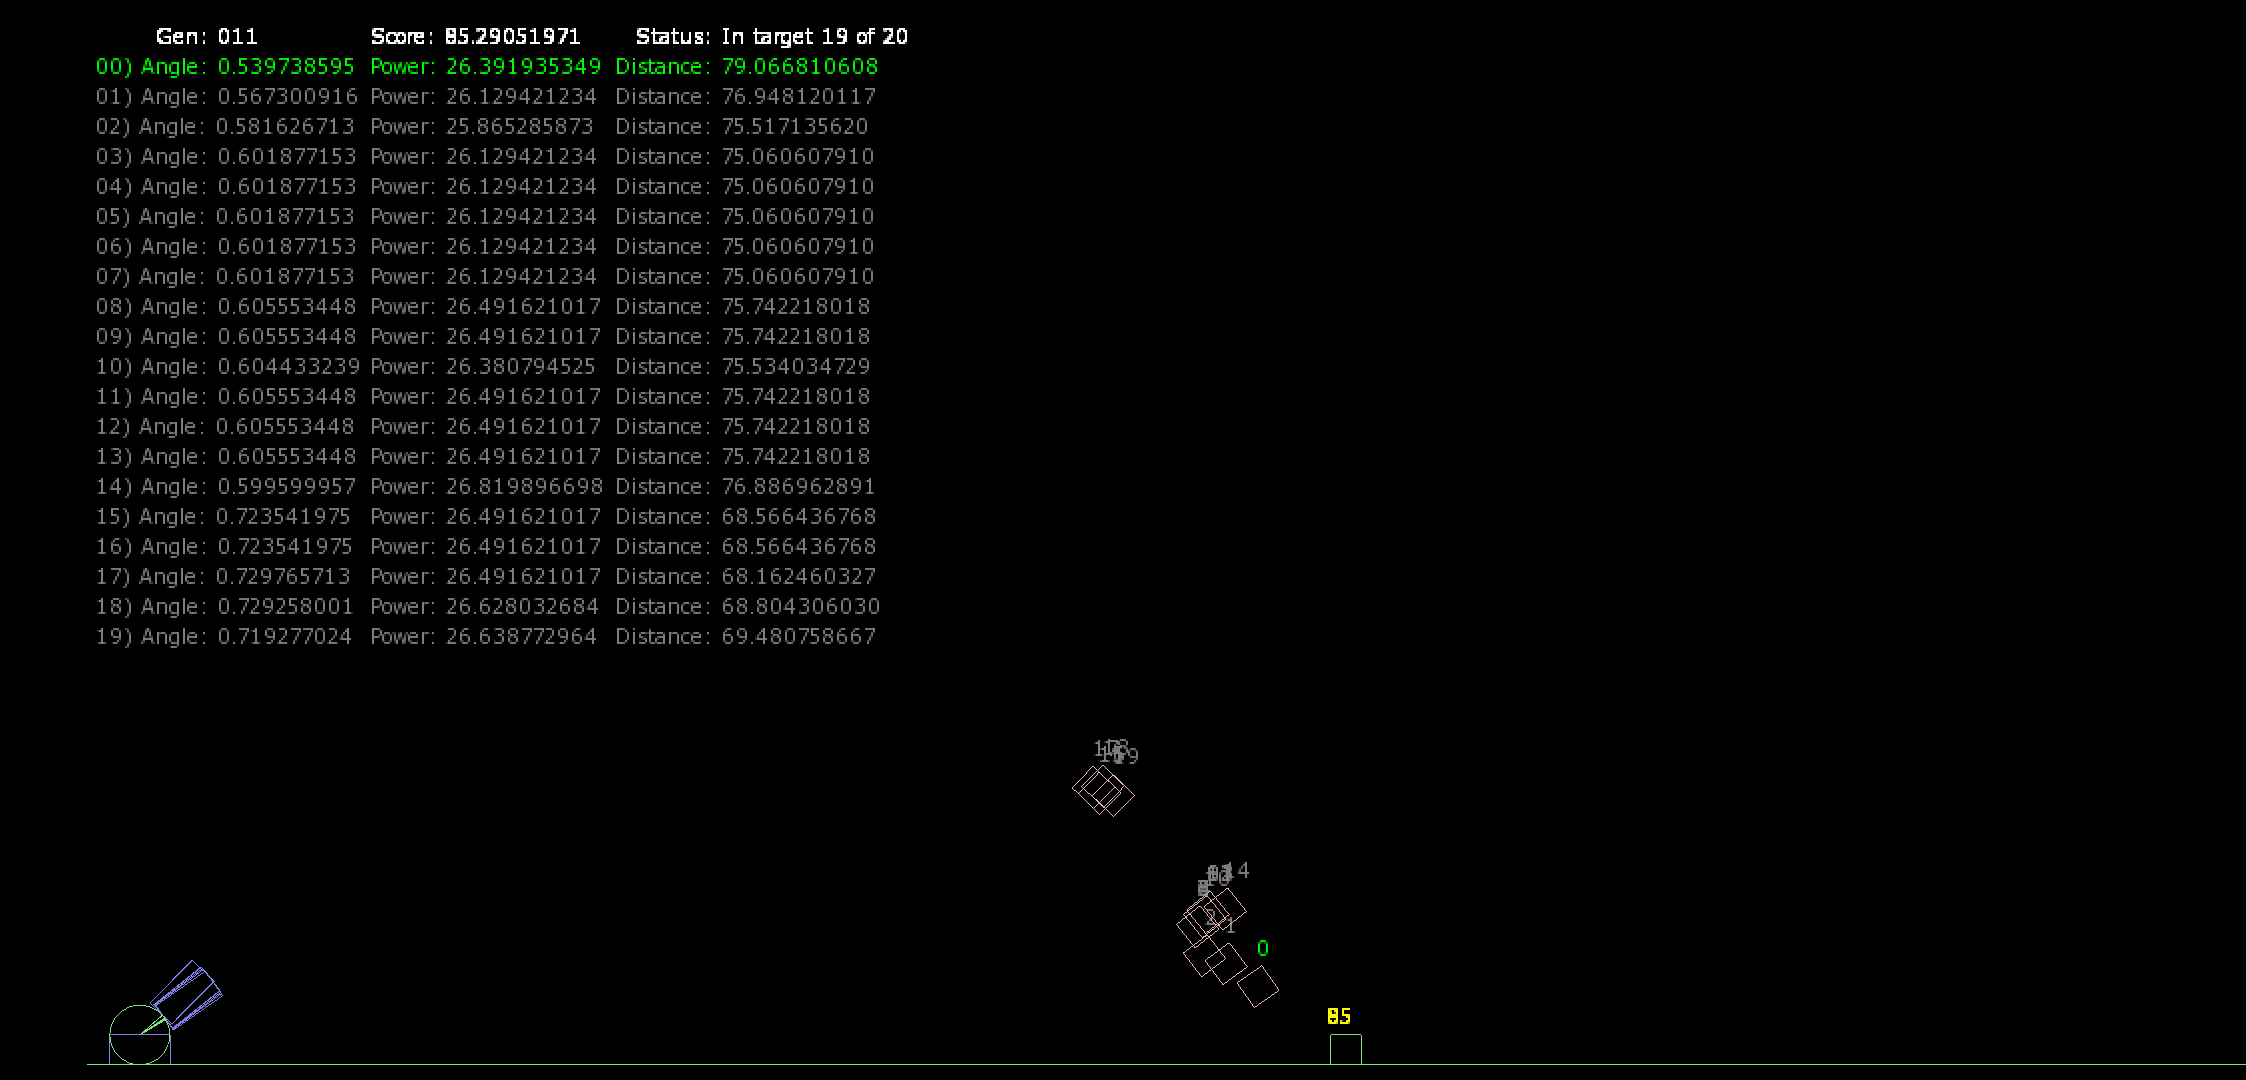 Gen: 011 Score: 85.29051971 Status: In target 19 of 20
00) Angle: 0.539738595 Power: 26.391935349 Distance: 79.066810608
01) Angle: 0.567300916 Power: 26.129421234 Distance: 76.948120117
02) Angle: 0.581626713 Power: 25.865285873 Distance: 75.517135620
03) Angle: 0.601877153 Power: 26.129421234 Distance: 75.060607910
04) Angle: 0.601877153 Power: 26.129421234 Distance: 75.060607910
05) Angle: 0.601877153 Power: 26.129421234 Distance: 75.060607910
06) Angle: 0.601877153 Power: 26.129421234 Distance: 75.060607910
07) Angle: 0.601877153 Power: 26.129421234 Distance: 75.060607910
08) Angle: 0.605553448 Power: 26.491621017 Distance: 75.742218018
09) Angle: 0.605553448 Power: 26.491621017 Distance: 75.742218018
10) Angle: 0.604433239 Power: 26.380794525 Distance: 75.534034729
11) Angle: 0.605553448 Power: 26.491621017 Distance: 75.742218018
12) Angle: 0.605553448 Power: 26.491621017 Distance: 75.742218018
13) Angle: 0.605553448 Power: 26.491621017 Distance: 75.742218018
14) Angle: 0.599599957 Power: 26.819896698 Distance: 76.886962891
15) Angle: 0.723541975 Power: 26.491621017 Distance: 68.566436768
16) Angle: 0.723541975 Power: 26.491621017 Distance: 68.566436768
17) Angle: 0.729765713 Power: 26.491621017 Distance: 68.162460327
18) Angle: 0.729258001 Power: 26.628032684 Distance: 68.804306030
19) Angle: 0.719277024 Power: 26.638772964 Distance: 69.480758667
14
2
1
0
85